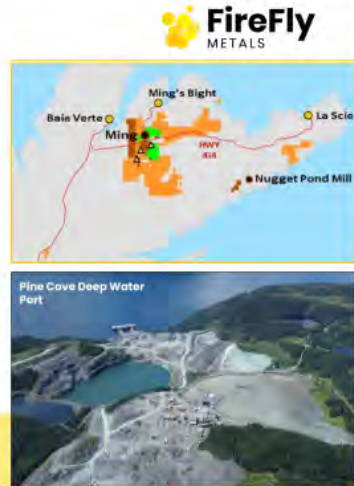 FireFly
METALS
Ming's Bight
Baie Verte
La Scie
Ming
HWY
414
Nugget Pond Mill
Pine Cove Deep Water
Port